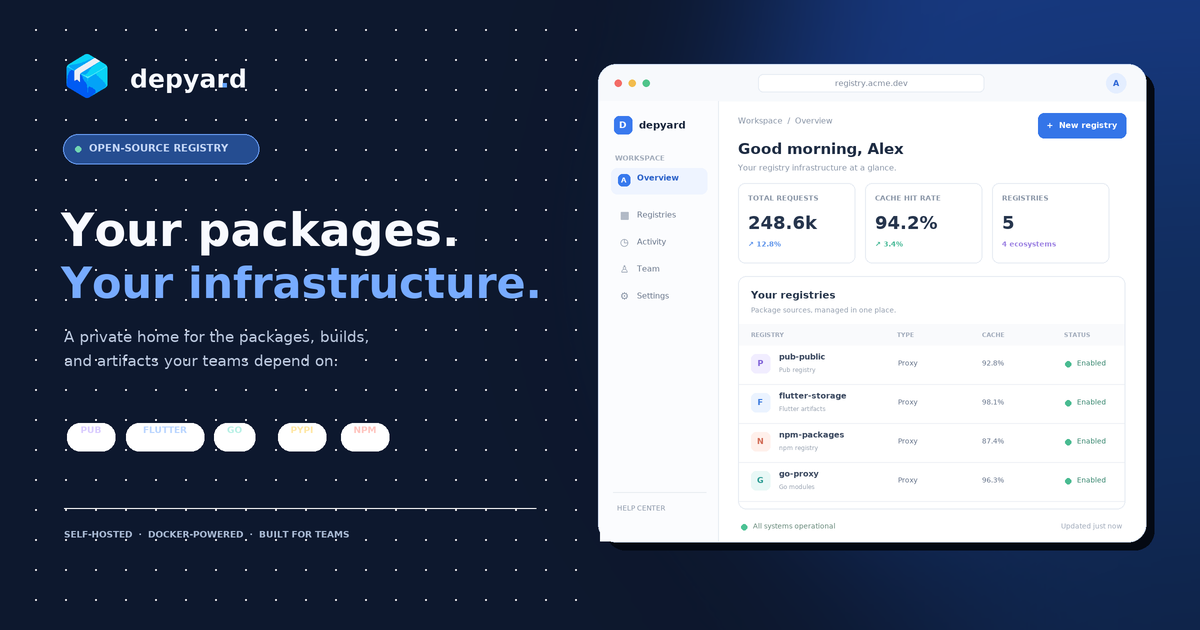 depyard
OPEN-SOURCE REGISTRY
Your packages.
Your infrastructure.
A private home for the packages, builds,
and artifacts your teams depend on.
PUB FLUTTER GO PYPI NPM
SELF-HOSTED · DOCKER-POWERED · BUILT FOR TEAMS
registry.acme.dev
A
D depyard
WORKSPACE
A Overview
Registries
Activity
Team
Settings
HELP CENTER
Workspace / Overview
+ New registry
Good morning, Alex
Your registry infrastructure at a glance.
TOTAL REQUESTS
248.6k
↗ 12.8%
CACHE HIT RATE
94.2%
↗ 3.4%
REGISTRIES
5
4 ecosystems
Your registries
Package sources, managed in one place.
REGISTRY TYPE CACHE STATUS
P pub-public Proxy 92.8% Enabled
Pub registry
F flutter-storage Proxy 98.1% Enabled
Flutter artifacts
N npm-packages Proxy 87.4% Enabled
npm registry
G go-proxy Proxy 96.3% Enabled
Go modules
All systems operational
Updated just now